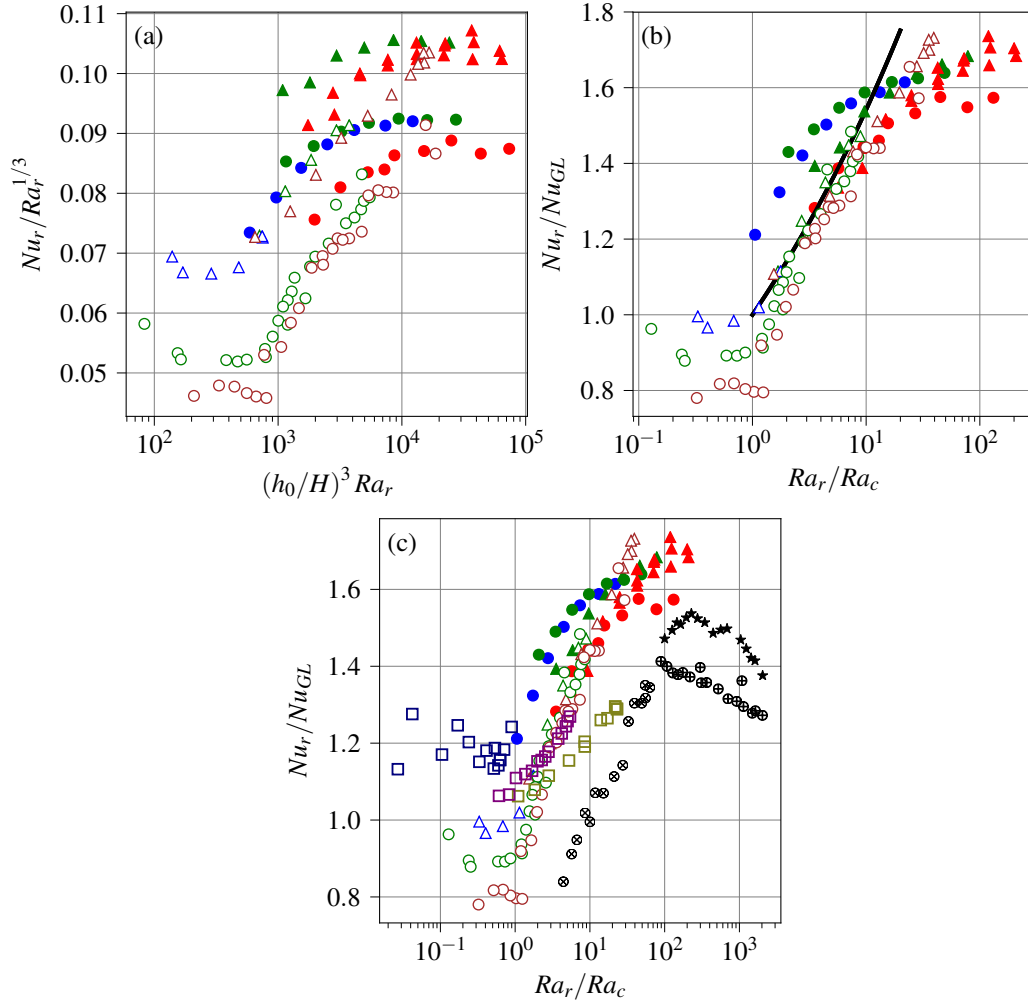 (a)
0.11
0.10
0.09
0.08
0.07
0.06
0.05
Nu_r/Ra_r^{1/3}
10^2 10^3 10^4 10^5
(h_0/H)^3 Ra_r
(b)
1.8
1.6
1.4
1.2
1.0
0.8
Nu_r/Nu_{GL}
10^{−1} 10^0 10^1 10^2
Ra_r/Ra_c
(c)
1.6
1.4
1.2
1.0
0.8
Nu_r/Nu_{GL}
10^{−1} 10^0 10^1 10^2 10^3
Ra_r/Ra_c